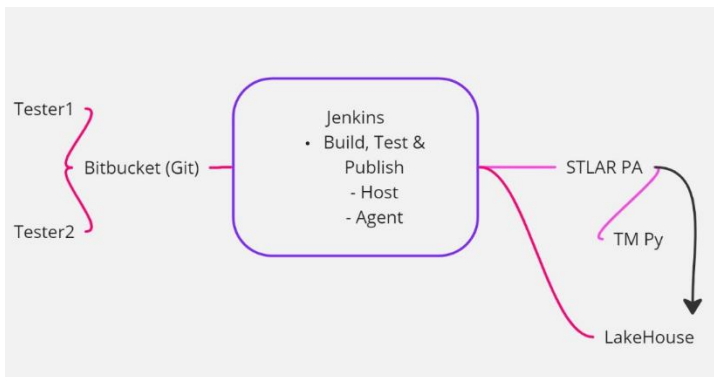 Tester1
Bitbucket (Git)
Tester2
Jenkins
• Build, Test &
Publish
- Host
- Agent
STLAR PA
TM Py
LakeHouse